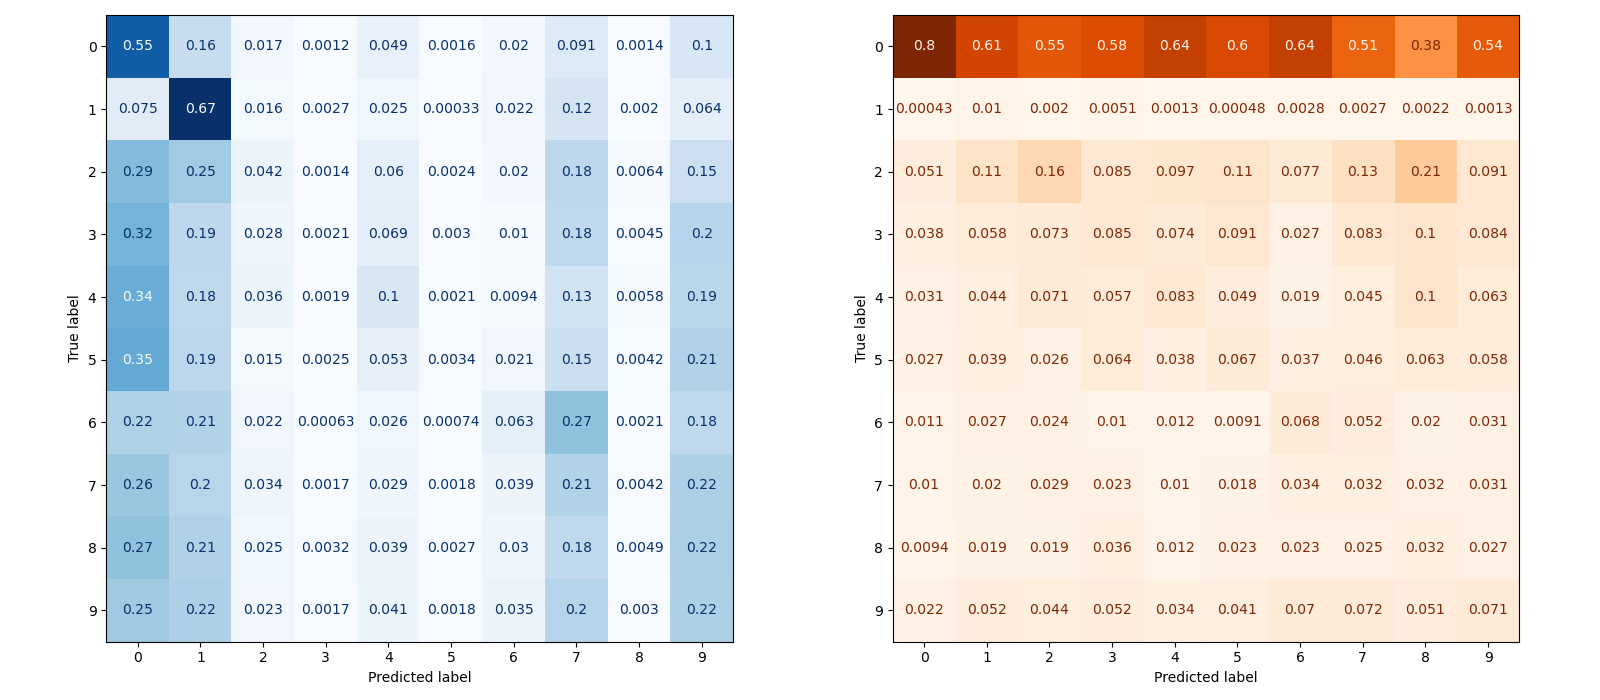 0 0.55 0.16 0.017 0.0012 0.049 0.0016 0.02 0.091 0.0014 0.1
1 0.075 0.67 0.016 0.0027 0.025 0.00033 0.022 0.12 0.002 0.064
2 0.29 0.25 0.042 0.0014 0.06 0.0024 0.02 0.18 0.0064 0.15
3 0.32 0.19 0.028 0.0021 0.069 0.003 0.01 0.18 0.0045 0.2
4 0.34 0.18 0.036 0.0019 0.1 0.0021 0.0094 0.13 0.0058 0.19
5 0.35 0.19 0.015 0.0025 0.053 0.0034 0.021 0.15 0.0042 0.21
6 0.22 0.21 0.022 0.00063 0.026 0.00074 0.063 0.27 0.0021 0.18
7 0.26 0.2 0.034 0.0017 0.029 0.0018 0.039 0.21 0.0042 0.22
8 0.27 0.21 0.025 0.0032 0.039 0.0027 0.03 0.18 0.0049 0.22
9 0.25 0.22 0.023 0.0017 0.041 0.0018 0.035 0.2 0.003 0.22
0 1 2 3 4 5 6 7 8 9
Predicted label
True label
0 0.8 0.61 0.55 0.58 0.64 0.6 0.64 0.51 0.38 0.54
1 0.00043 0.01 0.002 0.0051 0.0013 0.00048 0.0028 0.0027 0.0022 0.0013
2 0.051 0.11 0.16 0.085 0.097 0.11 0.077 0.13 0.21 0.091
3 0.038 0.058 0.073 0.085 0.074 0.091 0.027 0.083 0.1 0.084
4 0.031 0.044 0.071 0.057 0.083 0.049 0.019 0.045 0.1 0.063
5 0.027 0.039 0.026 0.064 0.038 0.067 0.037 0.046 0.063 0.058
6 0.011 0.027 0.024 0.01 0.012 0.0091 0.068 0.052 0.02 0.031
7 0.01 0.02 0.029 0.023 0.01 0.018 0.034 0.032 0.032 0.031
8 0.0094 0.019 0.019 0.036 0.012 0.023 0.023 0.025 0.032 0.027
9 0.022 0.052 0.044 0.052 0.034 0.041 0.07 0.072 0.051 0.071
0 1 2 3 4 5 6 7 8 9
Predicted label
True label